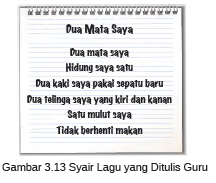 Dua Mata Saya
Dua mata saya
Hidung saya satu
Dua kaki saya pakai sepatu baru
Dua telinga saya yang kiri dan kanan
Satu mulut saya
Tidak berhenti makan
Gambar 3.13 Syair Lagu yang Ditulis Guru